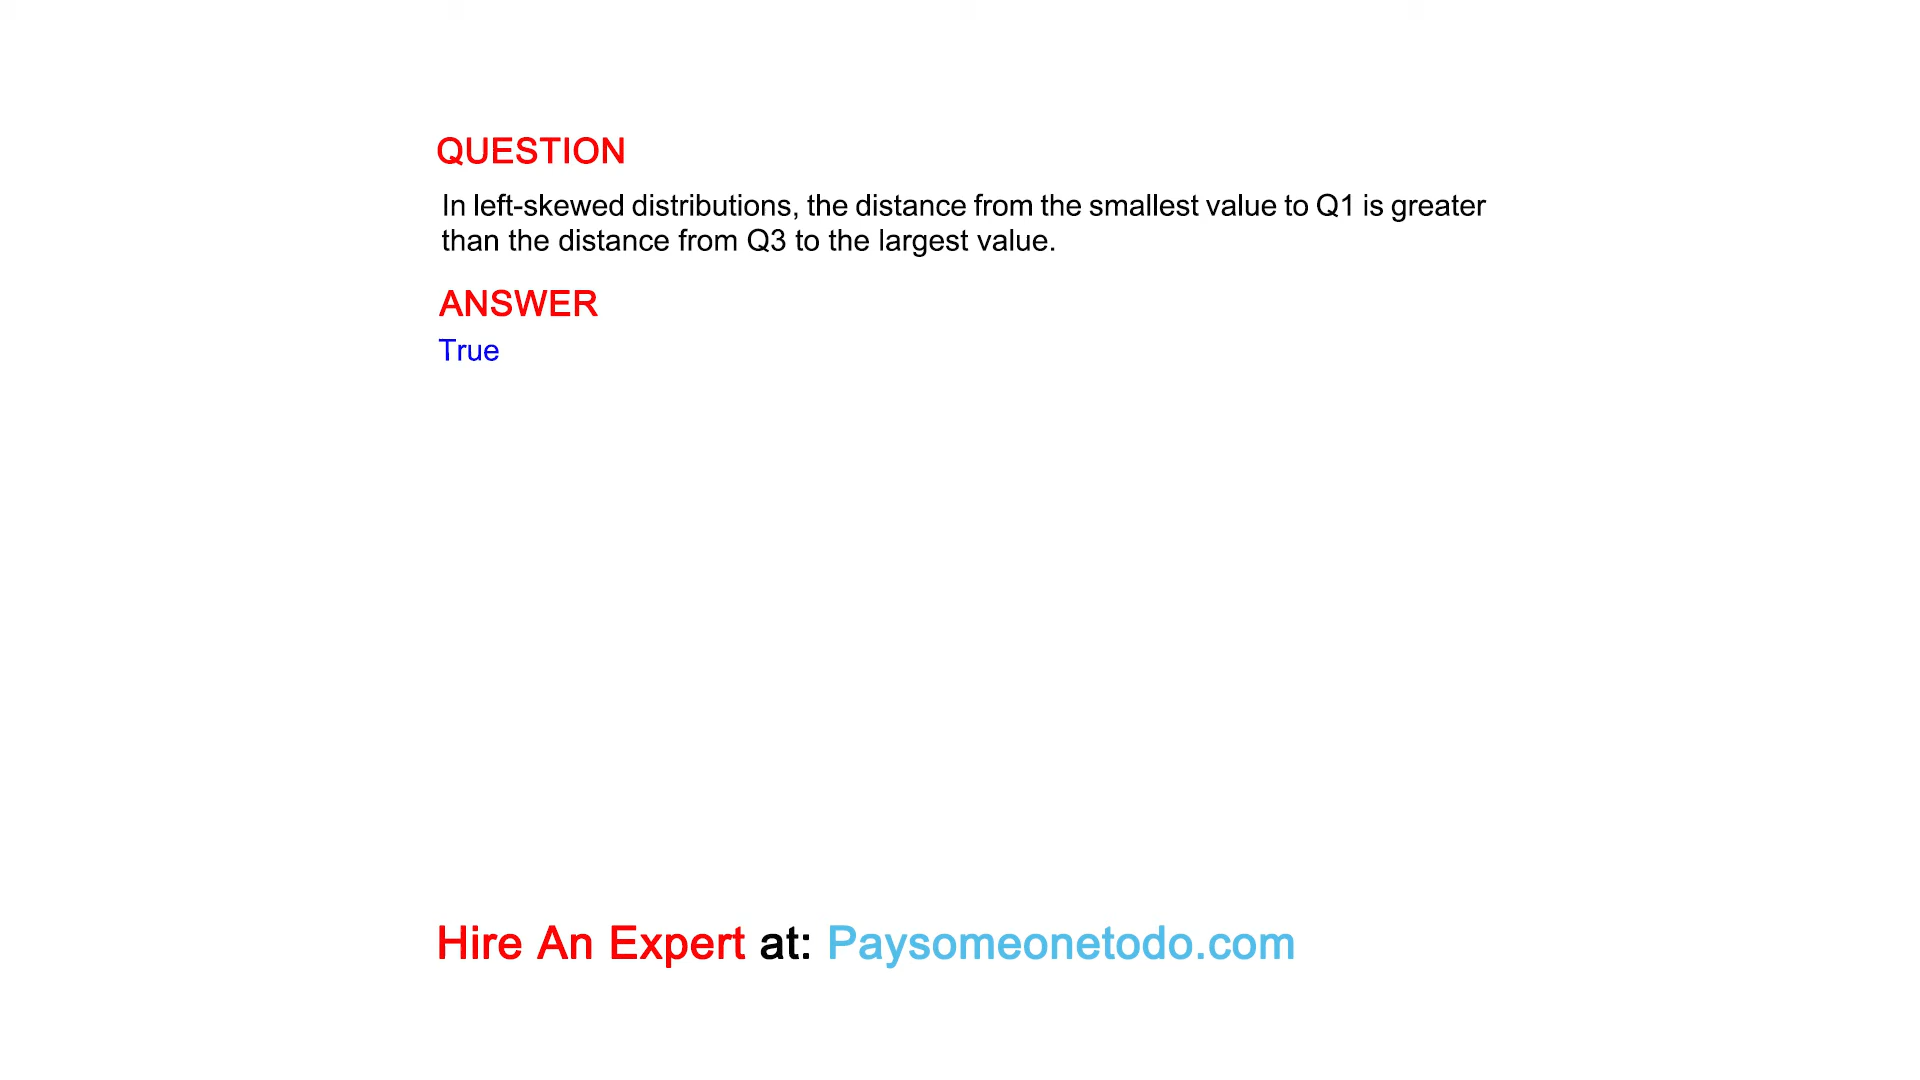 QUESTION
In left-skewed distributions, the distance from the smallest value to Q1 is greater
than the distance from Q3 to the largest value.
ANSWER
True
Hire An Expert at: Paysomeonetodo.com